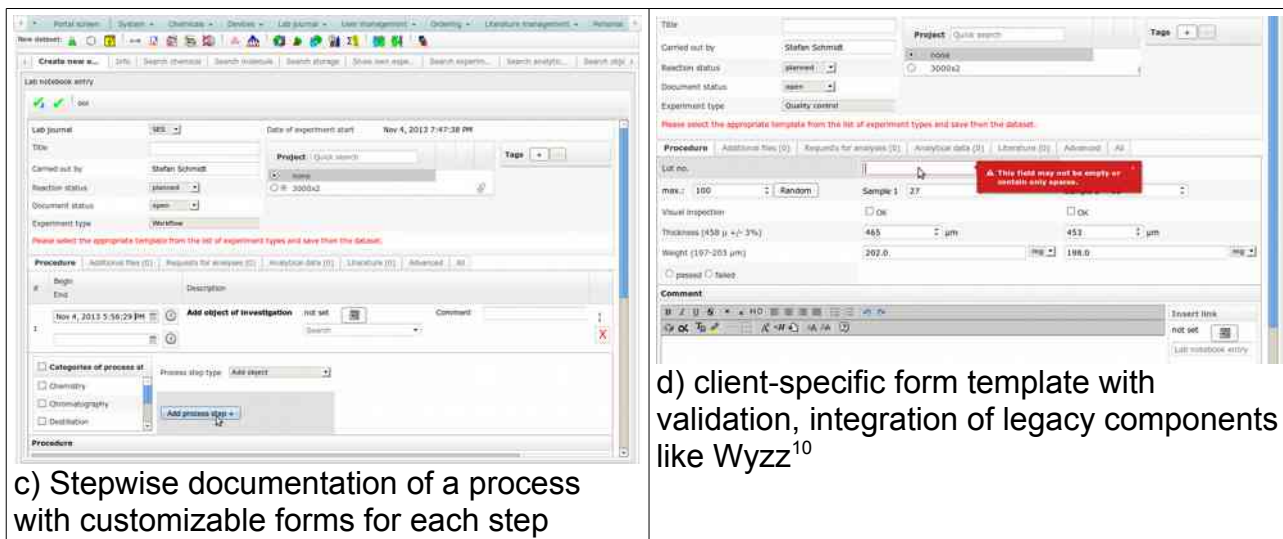 Portal screen System Chemicals Devices Lab journal User management Ordering Literature management Personal
New dataset:
Create new e... Info Search chemical Search molecule Search storage Show own expe... Search experim... Search analytic...
Lab notebook entry
Lab journal SES Date of experiment start Nov 4, 2013 7:47:38 PM
Title
Project Quick search
none
3000x2
Tags +
Carried out by Stefan Schmidt
Reaction status planned
Document status open
Experiment type Workflow
Please select the appropriate template from the list of experiment types and save then the dataset.
Procedure Additional files (0) Requests for analyses (0) Analytical data (0) Literature (0) Advanced All
# Begin
End
Description
1 Nov 4, 2013 5:56:29 PM Add object of investigation not set Comment
Search
X
Categories of process st
Chemistry
Chromatography
Destillation
Process step type Add object
Add process step +
Procedure
c) Stepwise documentation of a process
with customizable forms for each step
Title
Project Quick search
none
3000x2
Tags +
Carried out by Stefan Schmidt
Reaction status planned
Document status open
Experiment type Quality control
Please select the appropriate template from the list of experiment types and save then the dataset.
Procedure Additional files (0) Requests for analyses (0) Analytical data (0) Literature (0) Advanced All
Lot no.
This field may not be empty or
contain only spaces.
max.: 100 Random Sample 1 27
Visual inspection OK OK
Thickness (458 µ +/- 3%) 465 µm 453 µm
Weight (197-203 µm) 202.0 mg 198.0 mg
passed failed
Comment
Insert link
not set
Lab notebook entry
d) client-specific form template with
validation, integration of legacy components
like Wyzz10